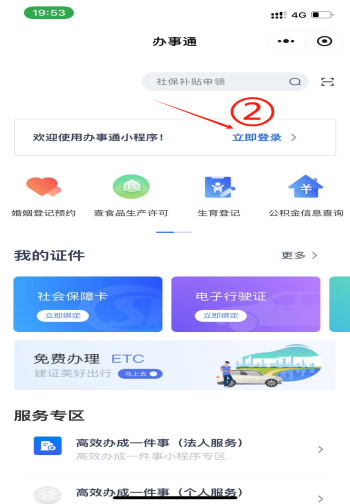 19:53
4G
办事通
社保补贴申领
②
欢迎使用办事通小程序！ 立即登录
婚姻登记预约 查食品生产许可 生育登记 公积金信息查询
我的证件 更多
社会保障卡 电子行驶证
立即绑定 立即绑定
免费办理 ETC
建证美好出行 马上去
服务专区
高效办成一件事（法人服务）
高效办成一件事小程序专区
高效办成一件事（个人服务）